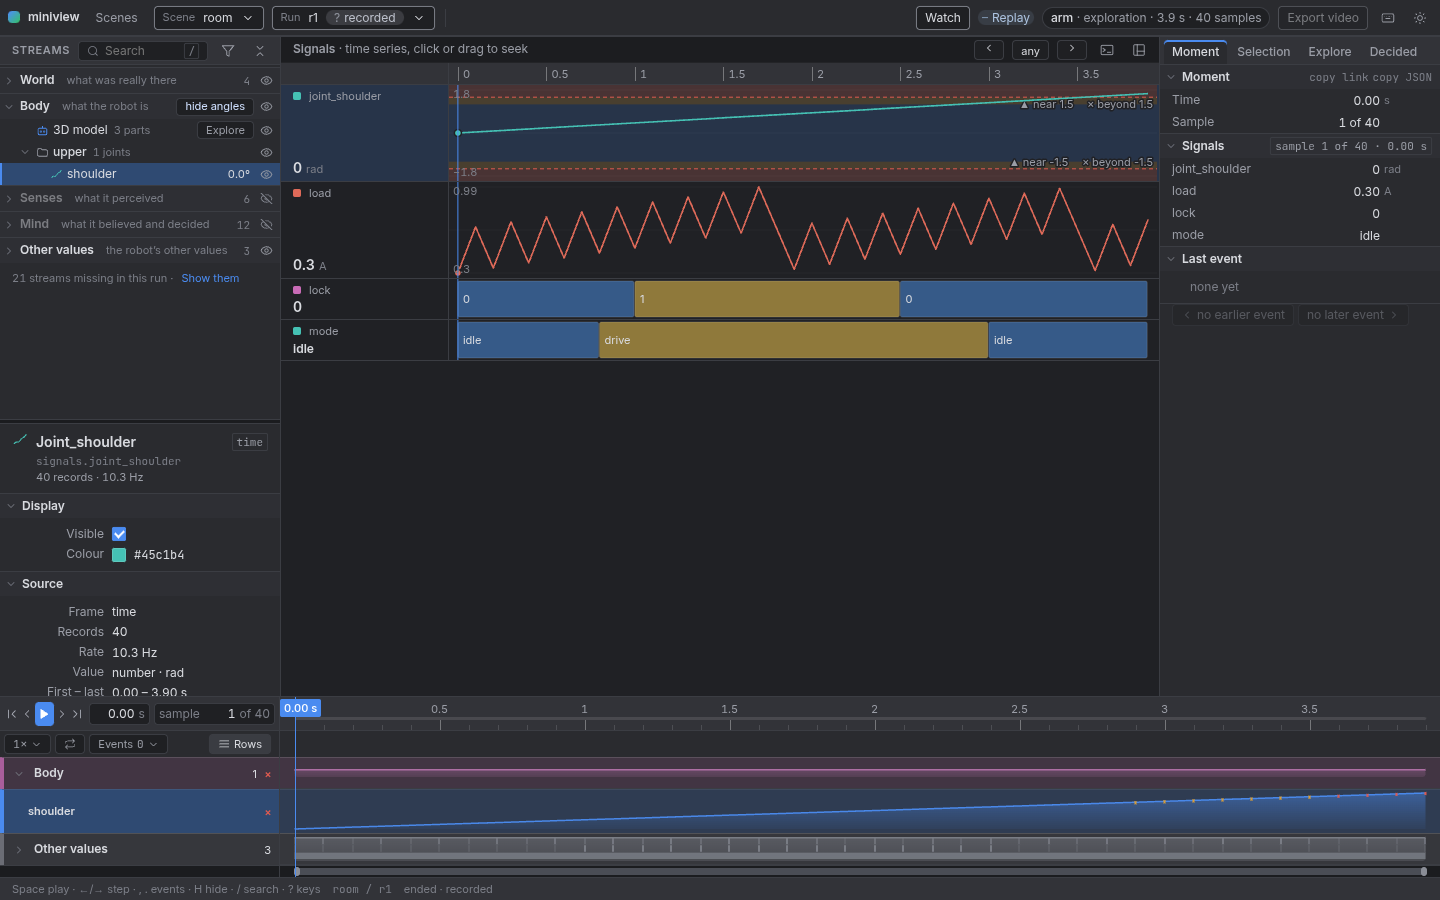 miniview Scenes Scene room Run r1 ? recorded Watch Replay arm · exploration · 3.9 s · 40 samples Export video
STREAMS Search /
World what was really there 4
Body what the robot is hide angles
3D model 3 parts Explore
upper 1 joints
shoulder 0.0°
Senses what it perceived 6
Mind what it believed and decided 12
Other values the robot's other values 3
21 streams missing in this run · Show them
Joint_shoulder time
signals.joint_shoulder
40 records · 10.3 Hz
Display
Visible
Colour #45c1b4
Source
Frame time
Records 40
Rate 10.3 Hz
Value number · rad
First – last 0.00 – 3.90 s
Signals · time series, click or drag to seek any
0 0.5 1 1.5 2 2.5 3 3.5
joint_shoulder 1.8
▲ near 1.5 × beyond 1.5
▲ near -1.5 × beyond -1.5
0 rad −1.8
load 0.99
0.3 A 0.3
lock
0
0 1 0
mode
idle
idle drive idle
Moment Selection Explore Decided
Moment copy link copy JSON
Time 0.00 s
Sample 1 of 40
Signals sample 1 of 40 · 0.00 s
joint_shoulder 0 rad
load 0.30 A
lock 0
mode idle
Last event
none yet
no earlier event no later event
0.00 s sample 1 of 40
0.00 s 0.5 1 1.5 2 2.5 3 3.5
1× Events 0 Rows
Body 1 ×
shoulder ×
Other values 3
Space play · ←/→ step · , . events · H hide · / search · ? keys room / r1 ended · recorded